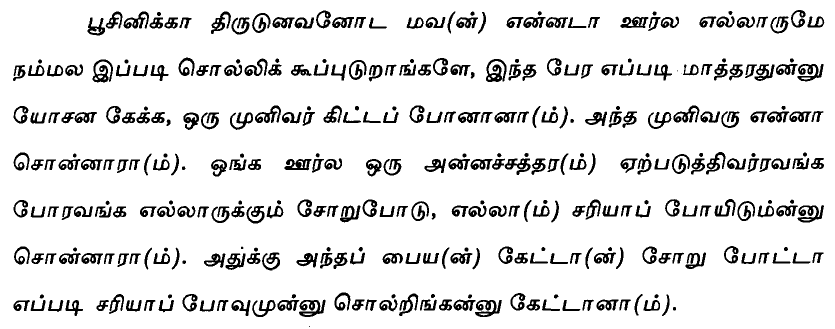 பூசினிக்கா திருடுனவனோட மவ(ன்) என்னடா ஊர்ல எல்லாருமே
நம்மல இப்படி சொல்லிக் கூப்புடுறாங்களே, இந்த பேர எப்படி மாத்தரதுன்னு
யோசன கேக்க, ஒரு முனிவர் கிட்டப் போனானா(ம்). அந்த முனிவரு என்னா
சொன்னாரா(ம்). ஒங்க ஊர்ல ஒரு அன்னச்சத்தர(ம்) ஏற்படுத்திவர்ரவங்க
போரவங்க எல்லாருக்கும் சோறுபோடு, எல்லா(ம்) சரியாப் போயிடும்ன்னு
சொன்னாரா(ம்). அதுக்கு அந்தப் பைய(ன்) கேட்டா(ன்) சோறு போட்டா
எப்படி சரியாப் போவுமுன்னு சொல்றிங்கன்னு கேட்டானா(ம்).